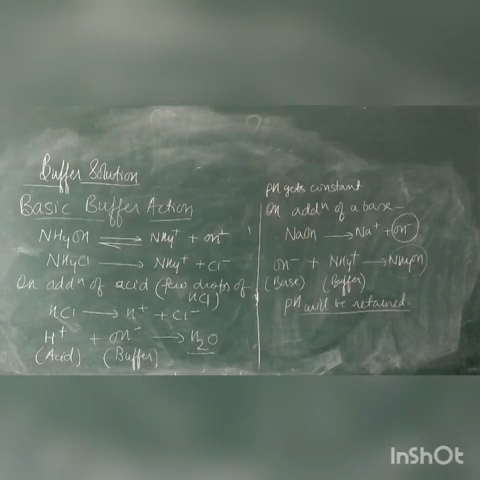 Buffer Solution
Basic Buffer Action
NH4OH ⇌ NH4+ + OH-
NH4Cl → NH4+ + Cl-
On addn of acid (few drops of HCl)
HCl → H+ + Cl-
H+ + OH- → H2O
(Acid) (Buffer)
pH gets constant
On addn of a base-
NaOH → Na+ + OH-
OH- + NH4+ → NH4OH
(Base) (Buffer)
pH will be retained.
InShOt